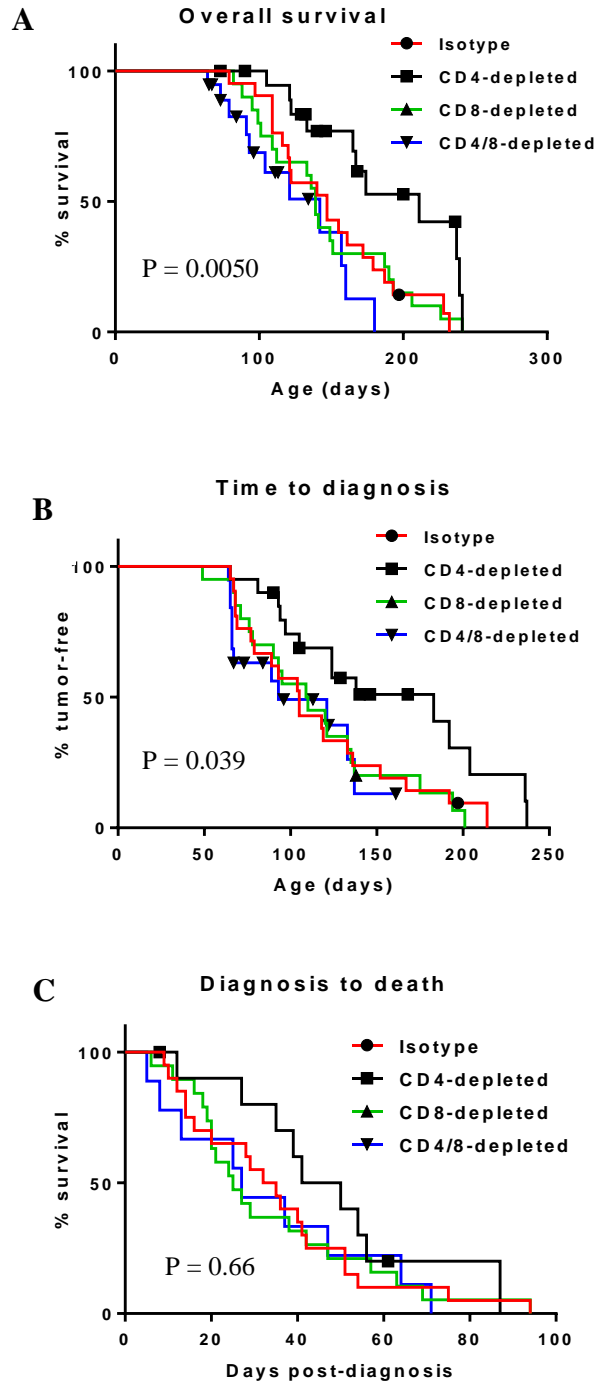 A
Overall survival
Isotype
CD4-depleted
CD8-depleted
CD4/8-depleted
% survival
100
50
0
P = 0.0050
0 100 200 300
Age (days)
B
Time to diagnosis
Isotype
CD4-depleted
CD8-depleted
CD4/8-depleted
% tumor-free
100
50
0
P = 0.039
0 50 100 150 200 250
Age (days)
C
Diagnosis to death
Isotype
CD4-depleted
CD8-depleted
CD4/8-depleted
% survival
100
50
0
P = 0.66
0 20 40 60 80 100
Days post-diagnosis